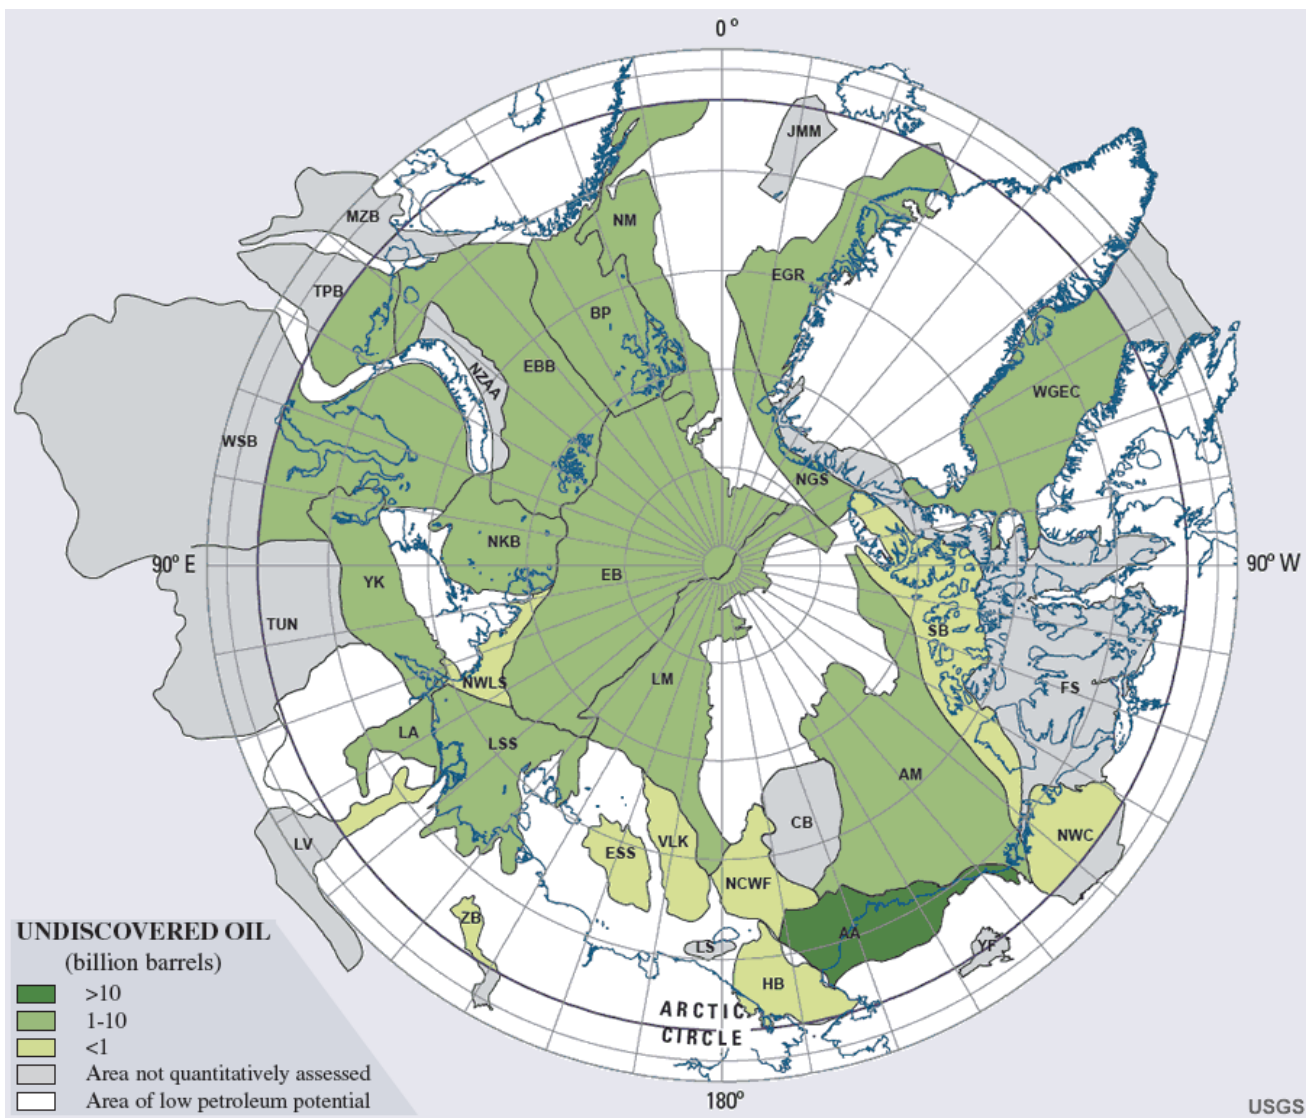 0°
JMM
MZB
NM
EGR
TPB
BP
EBB
NZAA
WGEC
WSB
NGS
NKB
90° E
EB
90° W
YK
TUN
SB
LM
NWLS
FS
LA
LSS
AM
CB
LV
ESS
VLK
NWC
NCWF
ZB
AA
LS
YF
HB
ARCTIC
CIRCLE
180°
UNDISCOVERED OIL
(billion barrels)
>10
1-10
<1
Area not quantitatively assessed
Area of low petroleum potential
USGS